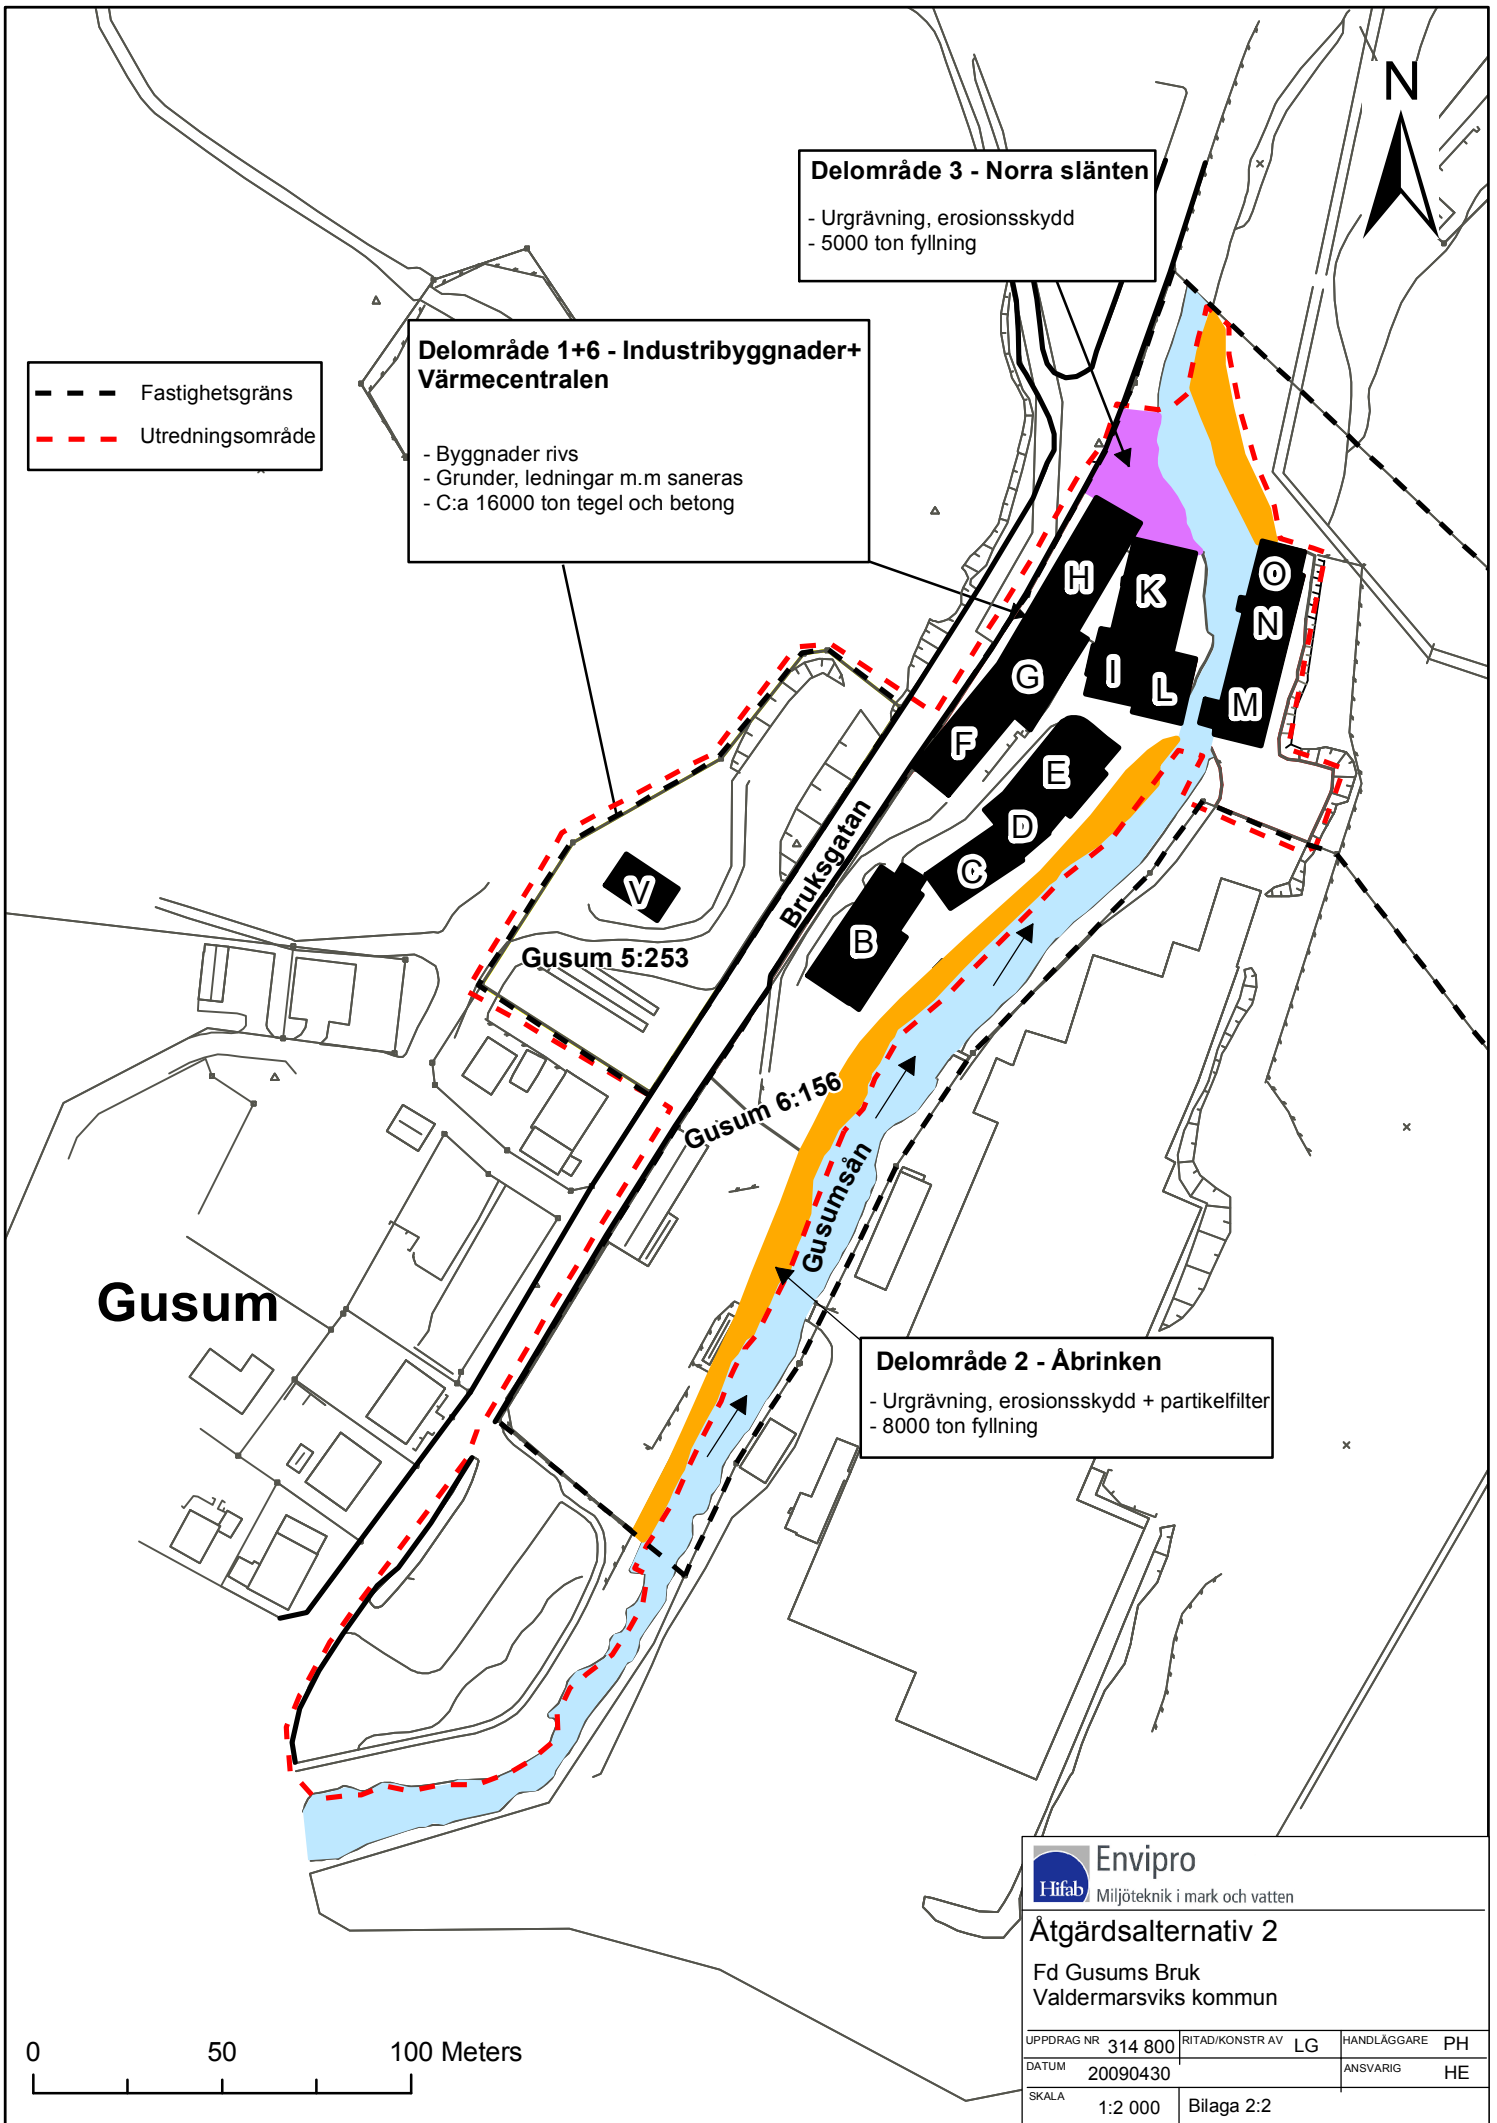 N
Delområde 3 - Norra slänten
- Urgrävning, erosionsskydd
- 5000 ton fyllning
Delområde 1+6 - Industribyggnader+
Värmecentralen
- Byggnader rivs
- Grunder, ledningar m.m saneras
- C:a 16000 ton tegel och betong
Fastighetsgräns
Utredningsområde
H
K
O
N
I
L
M
G
F
E
D
C
B
V
Bruksgatan
Gusum 5:253
Gusum 6:156
Gusumsån
Gusum
Delområde 2 - Åbrinken
- Urgrävning, erosionsskydd + partikelfilter
- 8000 ton fyllning
0 50 100 Meters
Hifab
Envipro
Miljöteknik i mark och vatten
Åtgärdsalternativ 2
Fd Gusums Bruk
Valdermarsviks kommun
UPPDRAG NR 314 800 RITAD/KONSTR AV LG HANDLÄGGARE PH
DATUM 20090430 ANSVARIG HE
SKALA 1:2 000 Bilaga 2:2